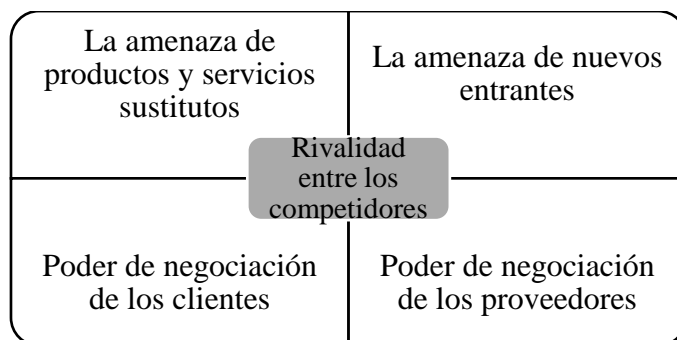 La amenaza de
productos y servicios
sustitutos
La amenaza de nuevos
entrantes
Rivalidad
entre los
competidores
Poder de negociación
de los clientes
Poder de negociación
de los proveedores